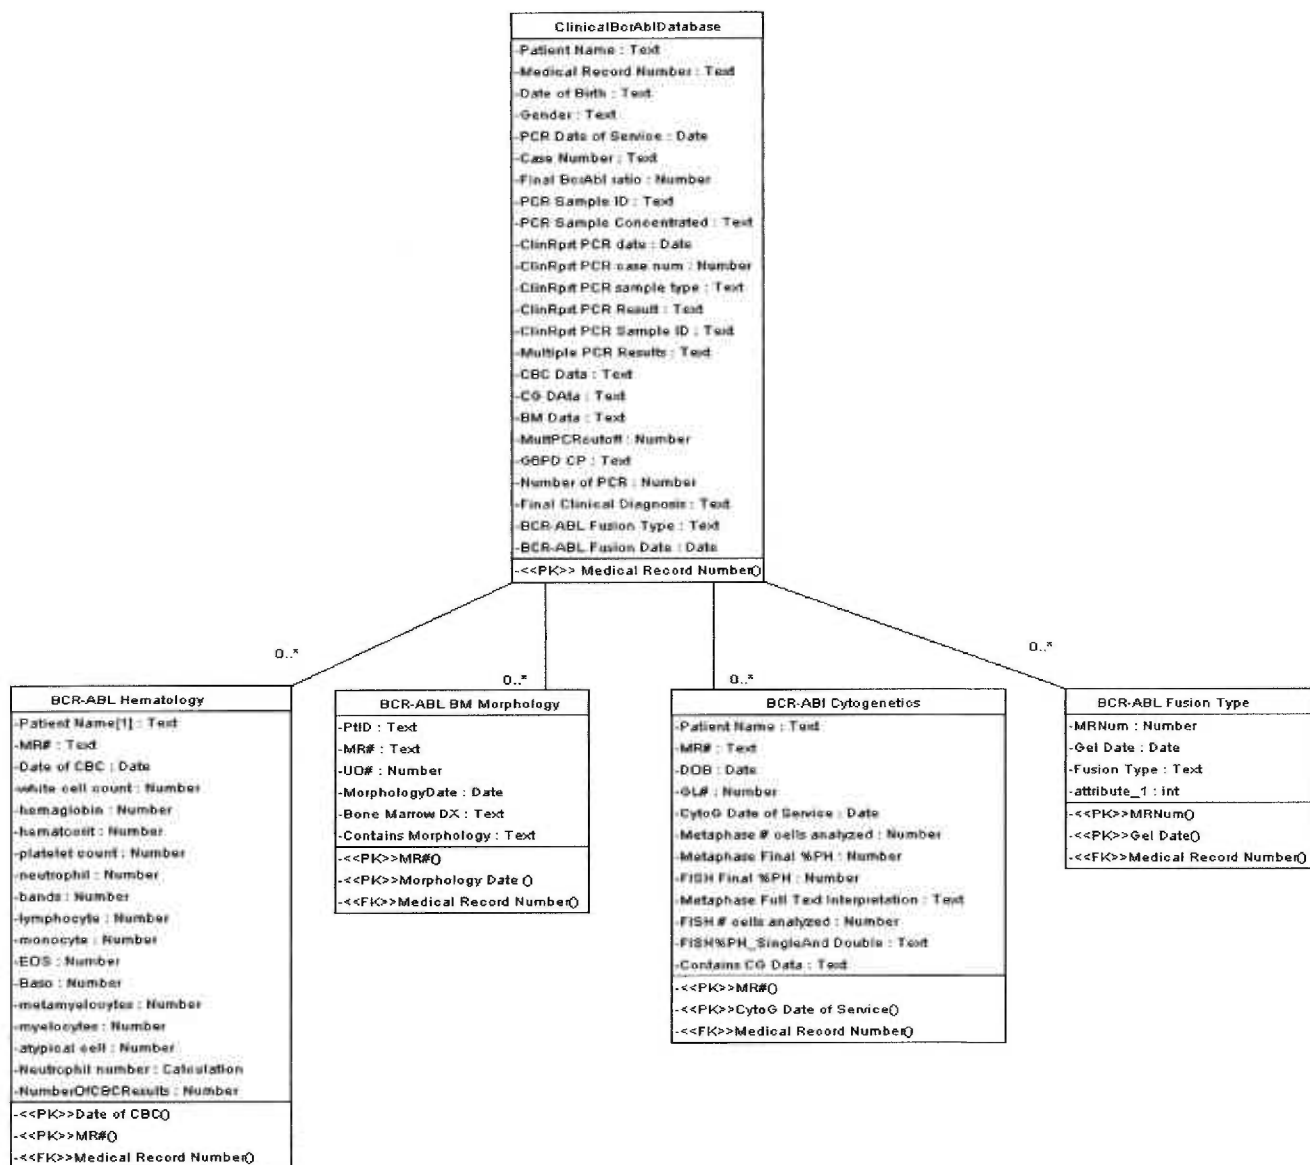 ClinicalBcrAblDatabase
-Patient Name : Text
-Medical Record Number : Text
-Date of Birth : Text
-Gender : Text
-PCR Date of Service : Date
-Case Number : Text
-Final BcrAbl ratio : Number
-PCR Sample ID : Text
-PCR Sample Concentrated : Text
-ClinRprt PCR date : Date
-ClinRprt PCR case num : Number
-ClinRprt PCR sample type : Text
-ClinRprt PCR Result : Text
-ClinRprt PCR Sample ID : Text
-Multiple PCR Results : Text
-CBC Data : Text
-CG DAta : Text
-BM Data : Text
-MultPCRcutoff : Number
-GBPD CP : Text
-Number of PCR : Number
-Final Clinical Diagnosis : Text
-BCR-ABL Fusion Type : Text
-BCR-ABL Fusion Date : Date
-<<PK>> Medical Record Number()
0..*
0..*
0..*
0..*
BCR-ABL Hematology
-Patient Name[1] : Text
-MR# : Text
-Date of CBC : Date
-white cell count : Number
-hemaglobin : Number
-hematocrit : Number
-platelet count : Number
-neutrophil : Number
-bands : Number
-lymphocyte : Number
-monocyte : Number
-EOS : Number
-Baso : Number
-metamyelocytes : Number
-myelocytes : Number
-atypical cell : Number
-Neutrophil number : Calculation
-NumberOfCBCResults : Number
-<<PK>>Date of CBC()
-<<PK>>MR#()
-<<FK>>Medical Record Number()
BCR-ABL BM Morphology
-PtID : Text
-MR# : Text
-UO# : Number
-MorphologyDate : Date
-Bone Marrow DX : Text
-Contains Morphology : Text
-<<PK>>MR#()
-<<PK>>Morphology Date ()
-<<FK>>Medical Record Number()
BCR-ABl Cytogenetics
-Patient Name : Text
-MR# : Text
-DOB : Date
-GL# : Number
-CytoG Date of Service : Date
-Metaphase # cells analyzed : Number
-Metaphase Final %PH : Number
-FISH Final %PH : Number
-Metaphase Full Text Interpretation : Text
-FISH # cells analyzed : Number
-FISH%PH_SingleAnd Double : Text
-Contains CG Data : Text
-<<PK>>MR#()
-<<PK>>CytoG Date of Service()
-<<FK>>Medical Record Number()
BCR-ABL Fusion Type
-MRNum : Number
-Gel Date : Date
-Fusion Type : Text
-attribute_1 : int
-<<PK>>MRNum()
-<<PK>>Gel Date()
-<<FK>>Medical Record Number()